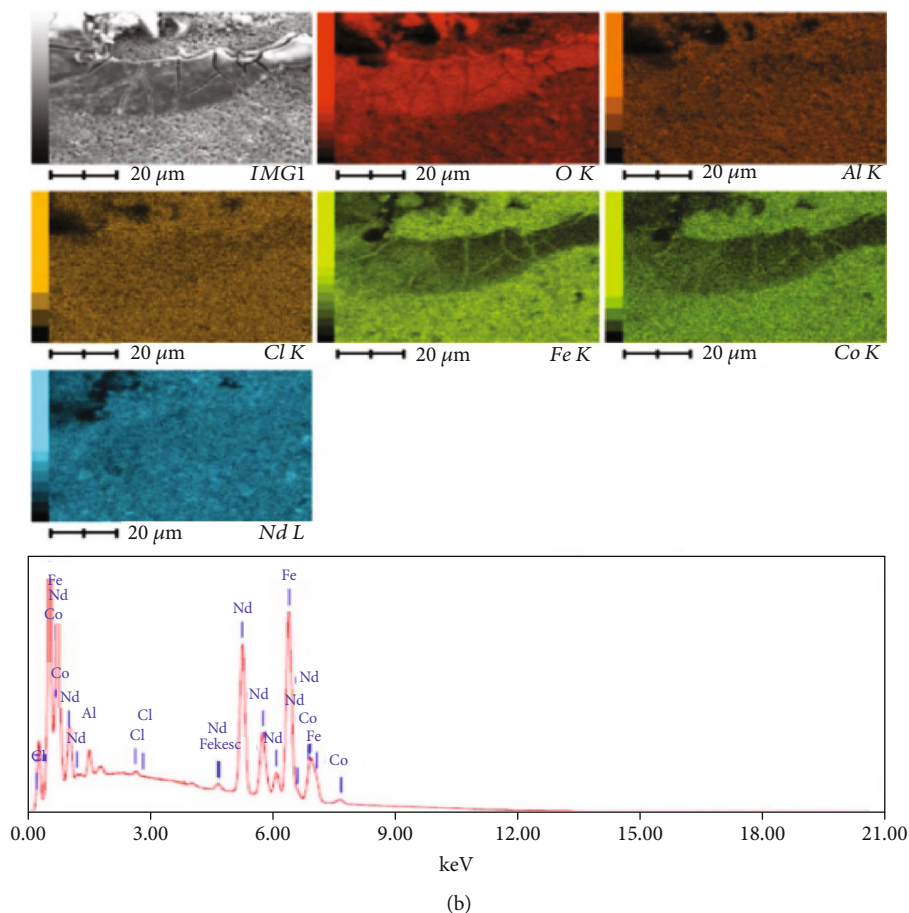 20 μm IMG1
20 μm O K
20 μm Al K
20 μm Cl K
20 μm Fe K
20 μm Co K
20 μm Nd L
Fe
Nd
Co
Co
Nd
Nd
Al
Cl
Cl
Cl
Nd
Fekesc
Nd
Nd
Nd
Fe
Nd
Nd
Co
Fe
Co
0.00 3.00 6.00 9.00 12.00 15.00 18.00 21.00
keV
(b)